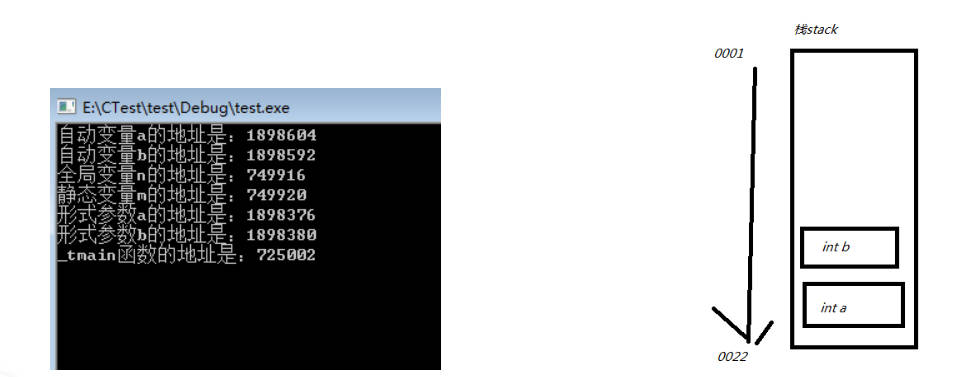 E:\CTest\test\Debug\test.exe
自动变量a的地址是：1898604
自动变量b的地址是：1898592
全局变量n的地址是：749916
静态变量m的地址是：749920
形式参数a的地址是：1898376
形式参数b的地址是：1898380
_tmain函数的地址是：725002
栈stack
0001
int b
int a
0022